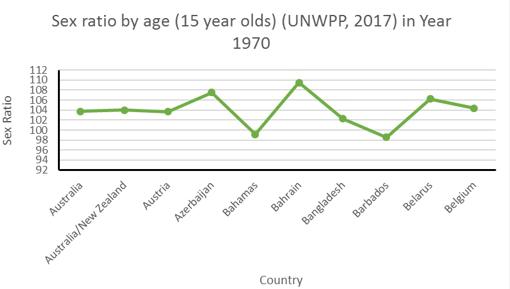 Sex ratio by age (15 year olds) (UNWPP, 2017) in Year
1970
Sex Ratio
112
110
108
106
104
102
100
98
96
94
92
Australia
Australia/New Zealand
Austria
Azerbaijan
Bahamas
Bahrain
Bangladesh
Barbados
Belarus
Belgium
Country